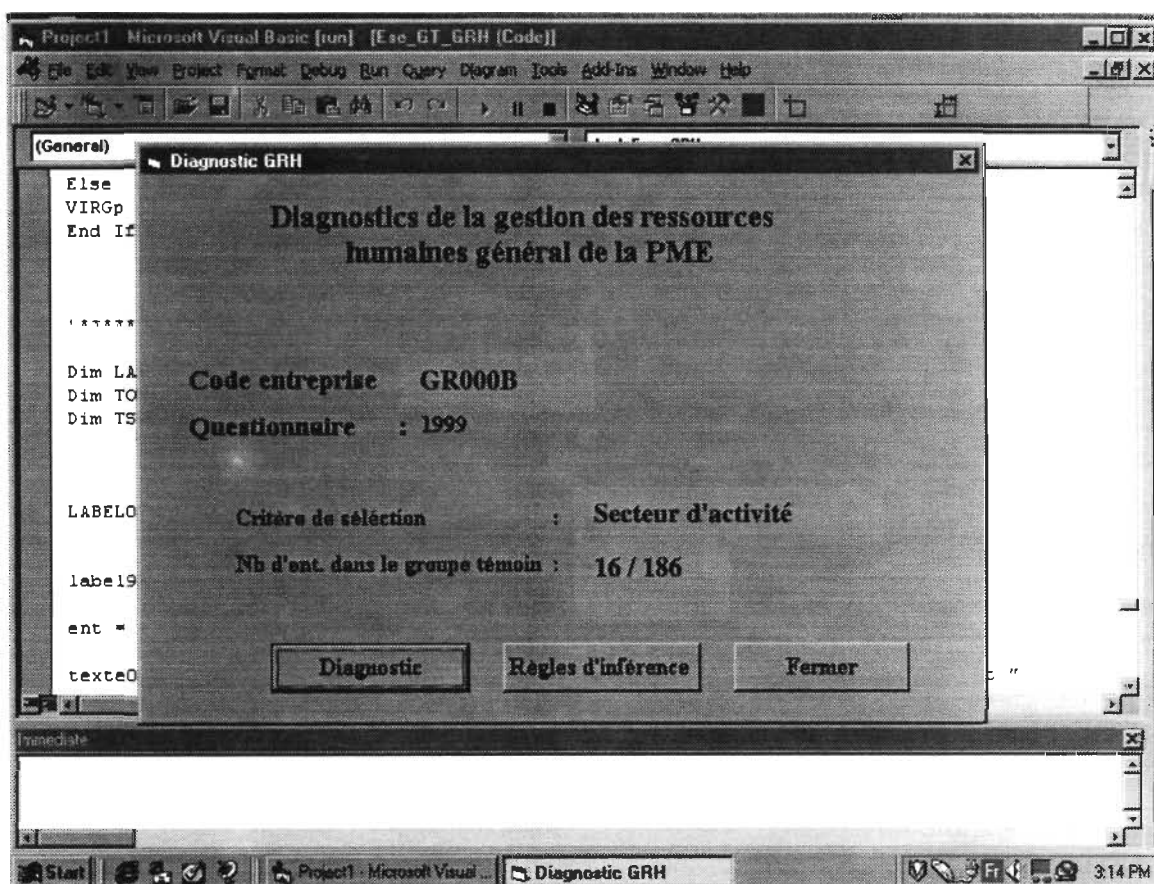 Project1 - Microsoft Visual Basic [run] - [Ese_GT_GRH (Code)]
File Edit View Project Format Debug Run Query Diagram Tools Add-Ins Window Help
(General)
Diagnostic GRH
Else
VIRGp
End If
Diagnostics de la gestion des ressources
humaines général de la PME
'*****
Dim LA
Dim TO
Dim TS
Code entreprise GR000B
Questionnaire : 1999
LABELO
Critère de séléction : Secteur d'activité
Nb d'ent. dans le groupe témoin : 16 / 186
label9
ent =
texte0
t "
Diagnostic Règles d'inférence Fermer
Immediate
Start Project1 - Microsoft Visual ... Diagnostic GRH Fr 3:14 PM